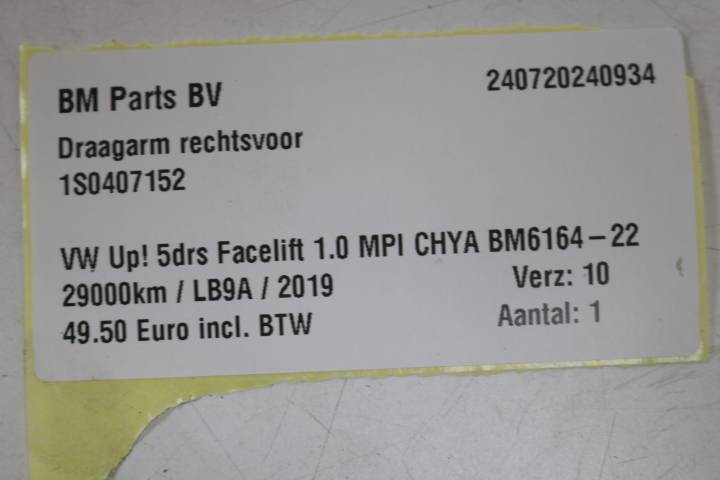 BM Parts BV 240720240934
Draagarm rechtsvoor
1S0407152
VW Up! 5drs Facelift 1.0 MPI CHYA BM6164-22
29000km / LB9A / 2019 Verz: 10
49.50 Euro incl. BTW Aantal: 1